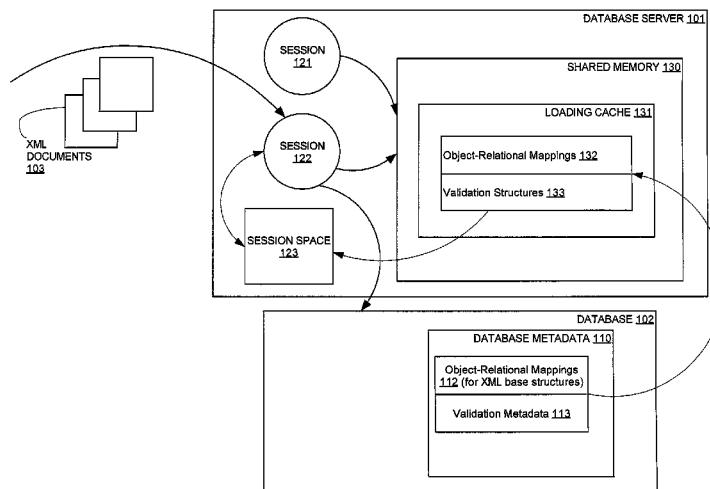 DATABASE SERVER 101
SESSION
121
SHARED MEMORY 130
LOADING CACHE 131
SESSION
122
Object-Relational Mappings 132
Validation Structures 133
XML
DOCUMENTS
103
SESSION SPACE
123
DATABASE 102
DATABASE METADATA 110
Object-Relational Mappings
112 (for XML base structures)
Validation Metadata 113